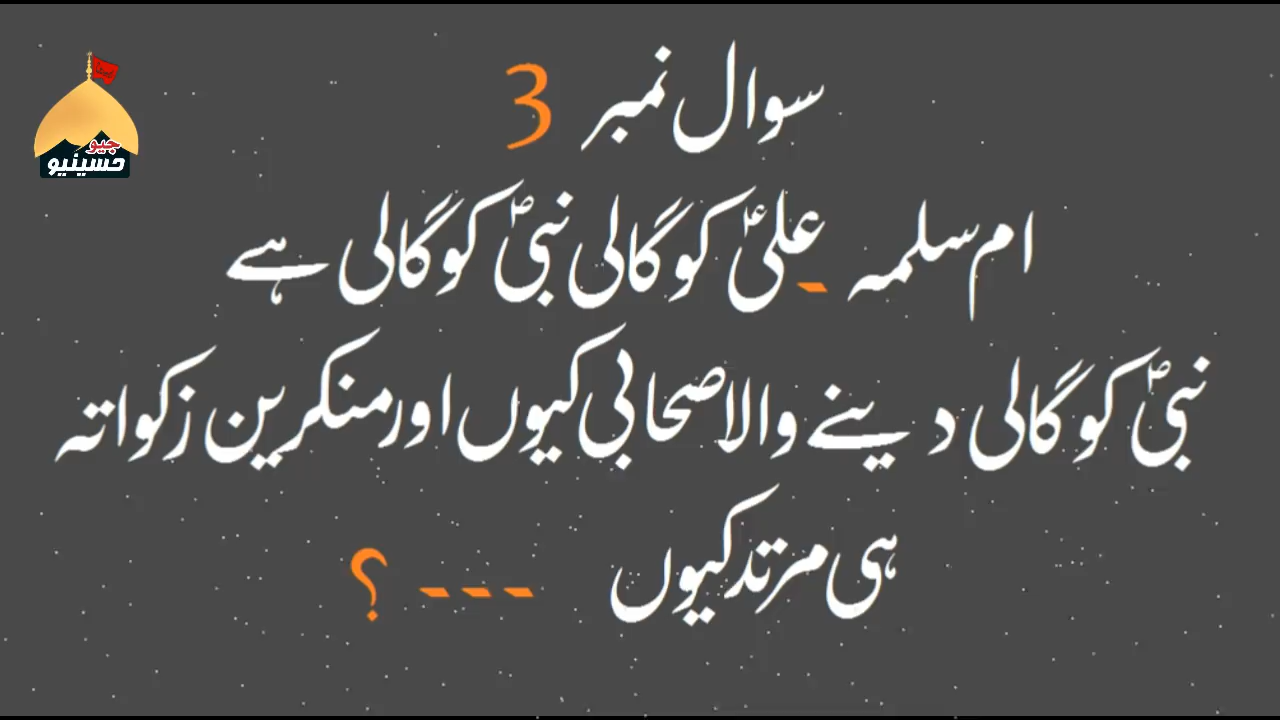 جیو
حسینیو
سوال نمبر 3
ام سلمہ - علیؑ کو گالی نبیؐ کو گالی ہے
نبیؐ کو گالی دینے والا صحابی کیوں اور منکرین زکواتہ
ہی مرتد کیوں - - - ؟